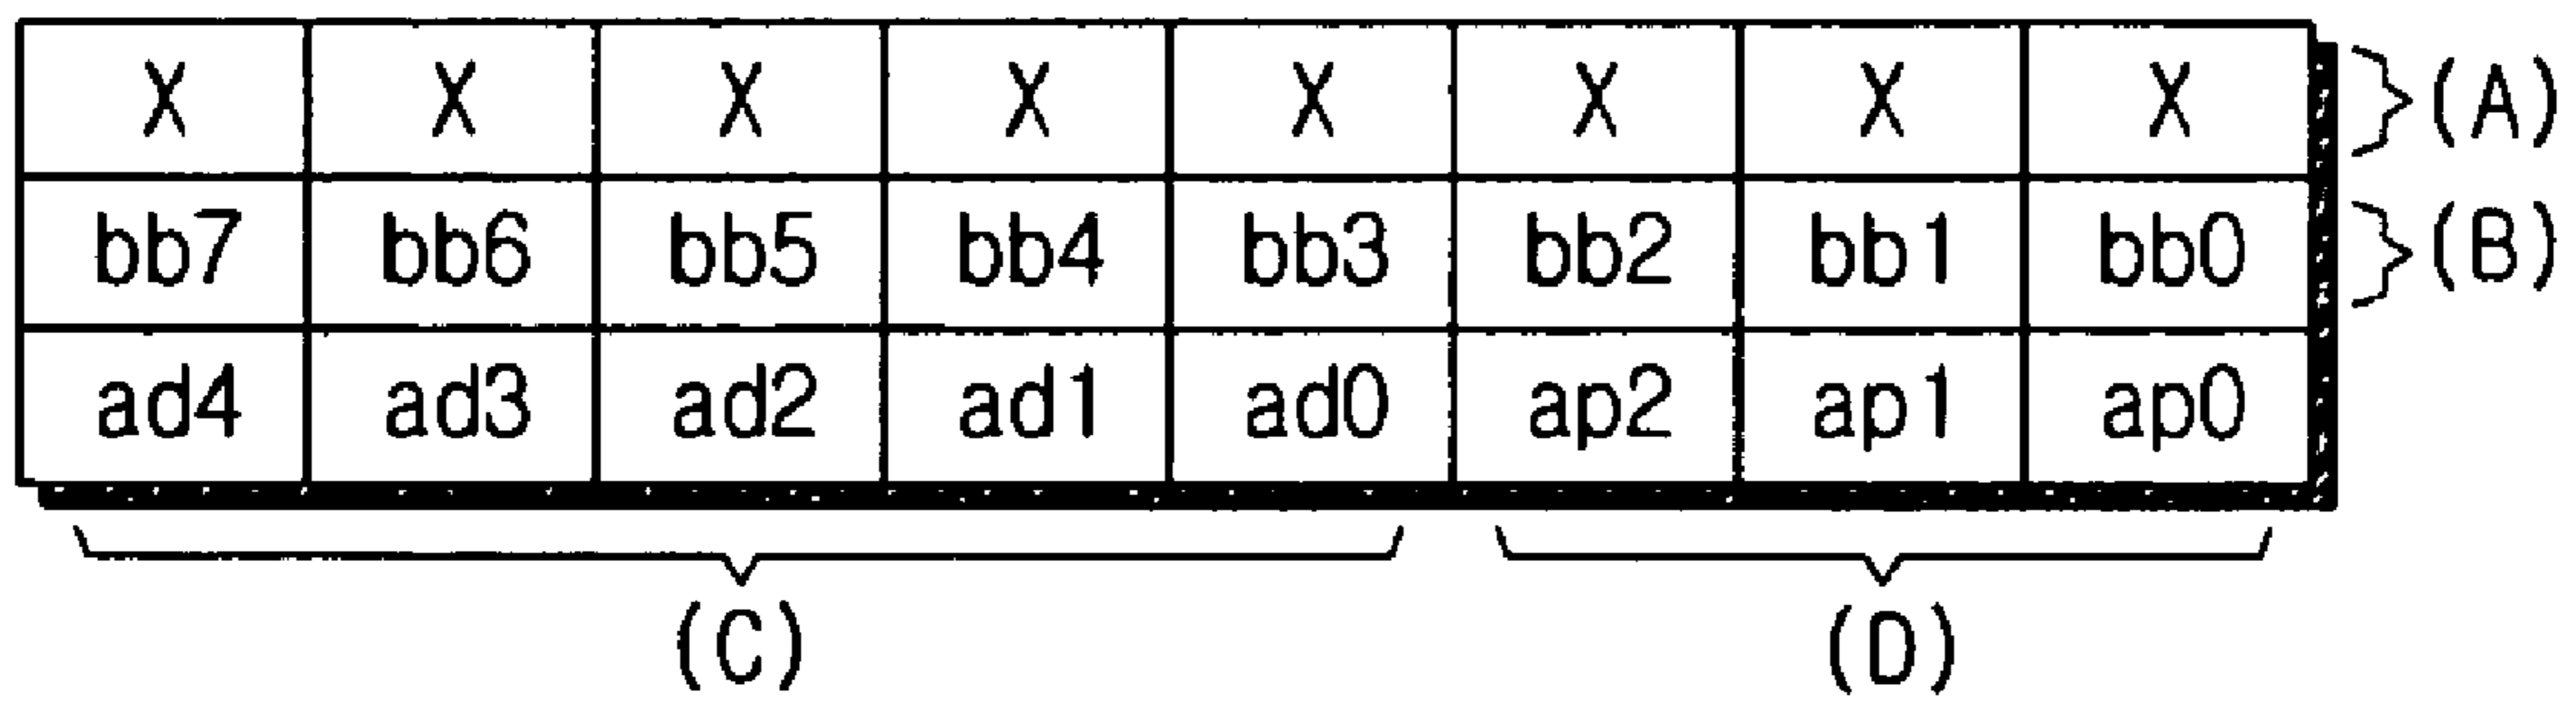 X X X X X X X X (A)
bb7 bb6 bb5 bb4 bb3 bb2 bb1 bb0 (B)
ad4 ad3 ad2 ad1 ad0 ap2 ap1 ap0
(C) (D)